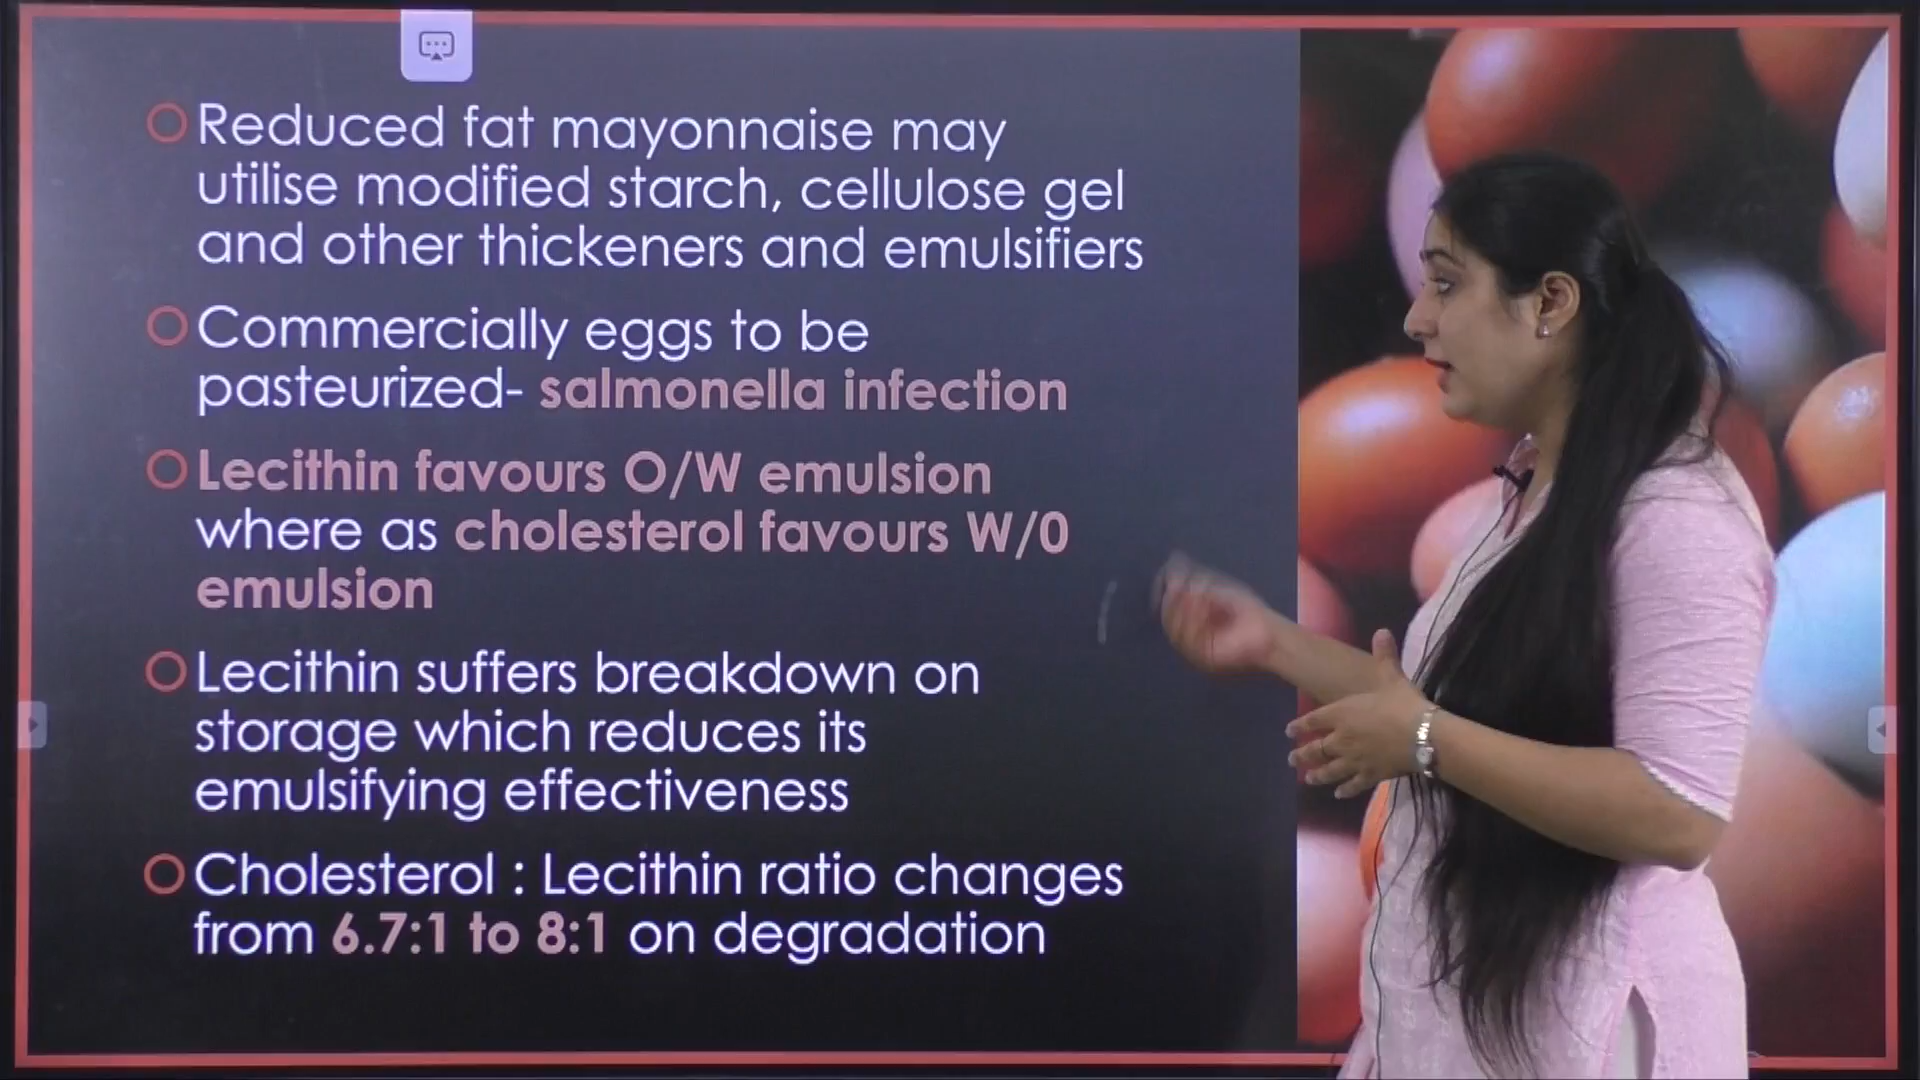 Reduced fat mayonnaise may
utilise modified starch, cellulose gel
and other thickeners and emulsifiers
Commercially eggs to be
pasteurized- salmonella infection
Lecithin favours O/W emulsion
where as cholesterol favours W/0
emulsion
Lecithin suffers breakdown on
storage which reduces its
emulsifying effectiveness
Cholesterol : Lecithin ratio changes
from 6.7:1 to 8:1 on degradation